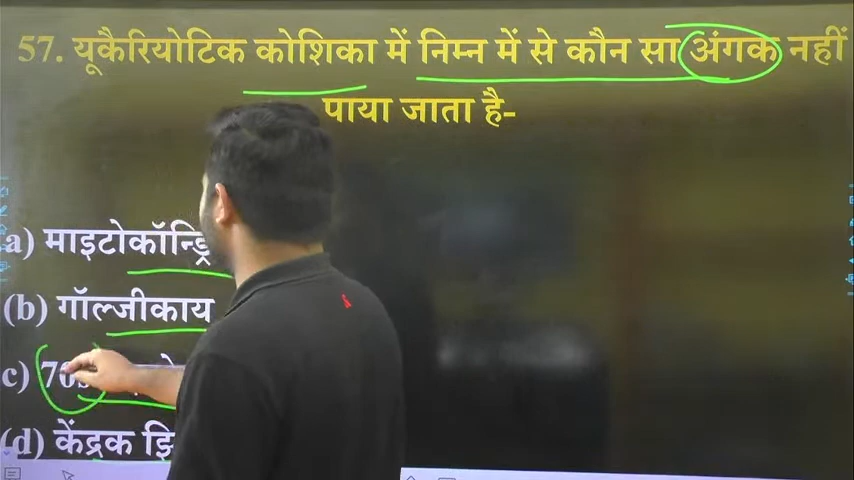 57. यूकैरियोटिक कोशिका में निम्न में से कौन सा अंगक नहीं
पाया जाता है-
a) माइटोकॉन्ड्रि
(b) गॉल्जीकाय
c) 70
(d) केंद्रक झि